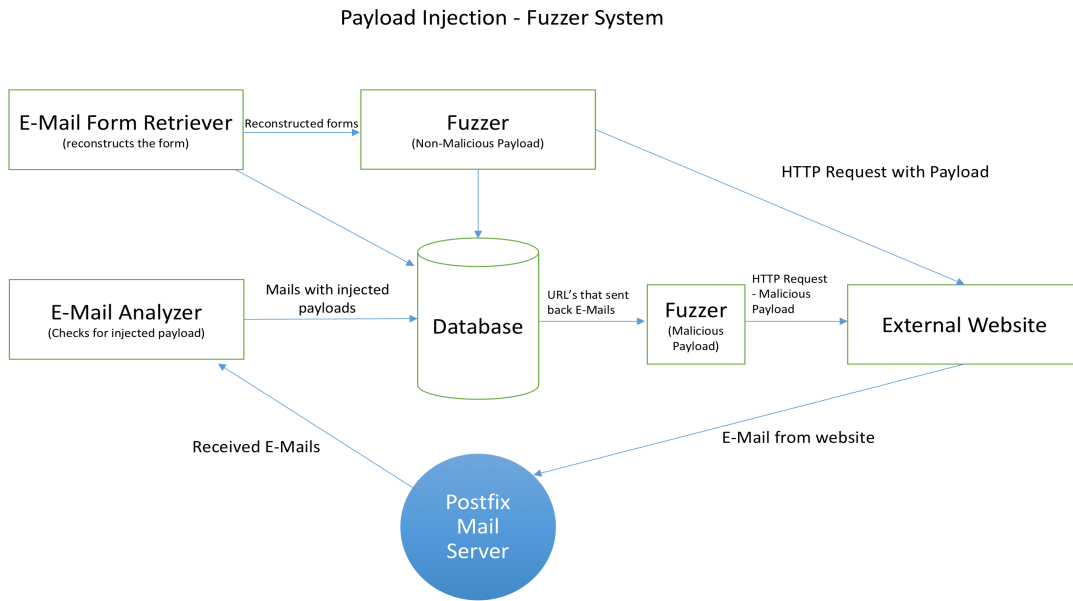 Payload Injection - Fuzzer System
E-Mail Form Retriever
(reconstructs the form)
Reconstructed forms
Fuzzer
(Non-Malicious Payload)
HTTP Request with Payload
E-Mail Analyzer
(Checks for injected payload)
Mails with injected
payloads
Database
URL's that sent
back E-Mails
Fuzzer
(Malicious
Payload)
HTTP Request
- Malicious
Payload
External Website
Received E-Mails
E-Mail from website
Postfix
Mail
Server